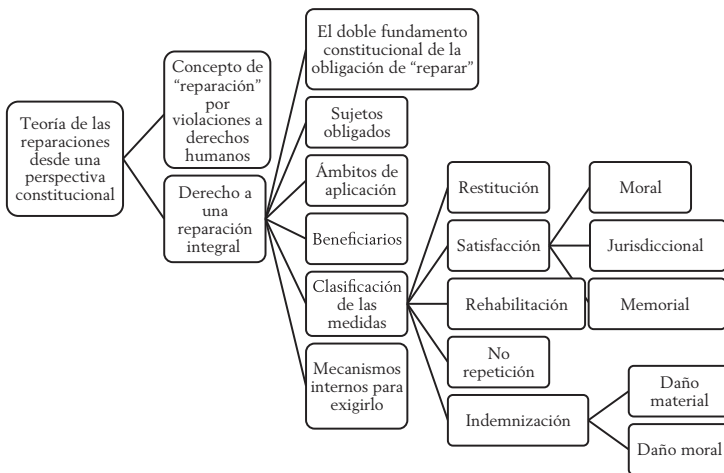 Teoría de las
reparaciones
desde una
perspectiva
constitucional
Concepto de
“reparación”
por
violaciones a
derechos
humanos
Derecho a
una
reparación
integral
El doble fundamento
constitucional de la
obligación de “reparar”
Sujetos
obligados
Ámbitos de
aplicación
Beneficiarios
Clasificación
de las
medidas
Mecanismos
internos para
exigirlo
Restitución
Satisfacción
Rehabilitación
No
repetición
Indemnización
Moral
Jurisdiccional
Memorial
Daño
material
Daño moral